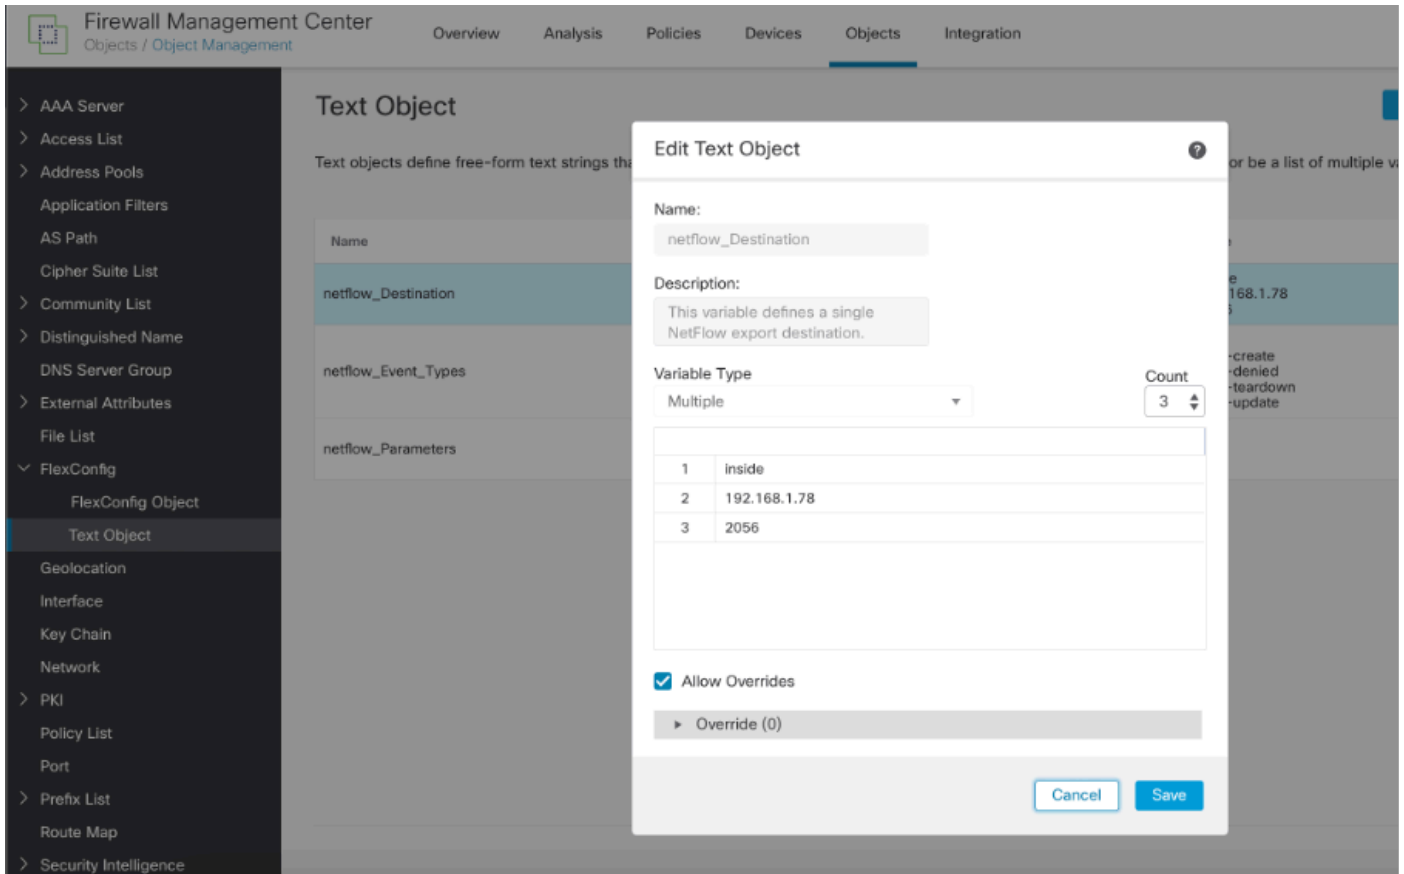 Firewall Management Center
Objects / Object Management
Overview
Analysis
Policies
Devices
Objects
Integration
AAA Server
Access List
Address Pools
Application Filters
AS Path
Cipher Suite List
Community List
Distinguished Name
DNS Server Group
External Attributes
File List
FlexConfig
FlexConfig Object
Text Object
Geolocation
Interface
Key Chain
Network
PKI
Policy List
Port
Prefix List
Route Map
Security Intelligence
Text Object
Text objects define free-form text strings
or be a list of multiple
Name
netflow_Destination
168.1.78
netflow_Event_Types
-create
-denied
-teardown
-update
netflow_Parameters
Edit Text Object
?
Name:
netflow_Destination
Description:
This variable defines a single
NetFlow export destination.
Variable Type
Multiple
Count
3
1 inside
2 192.168.1.78
3 2056
Allow Overrides
Override (0)
Cancel
Save